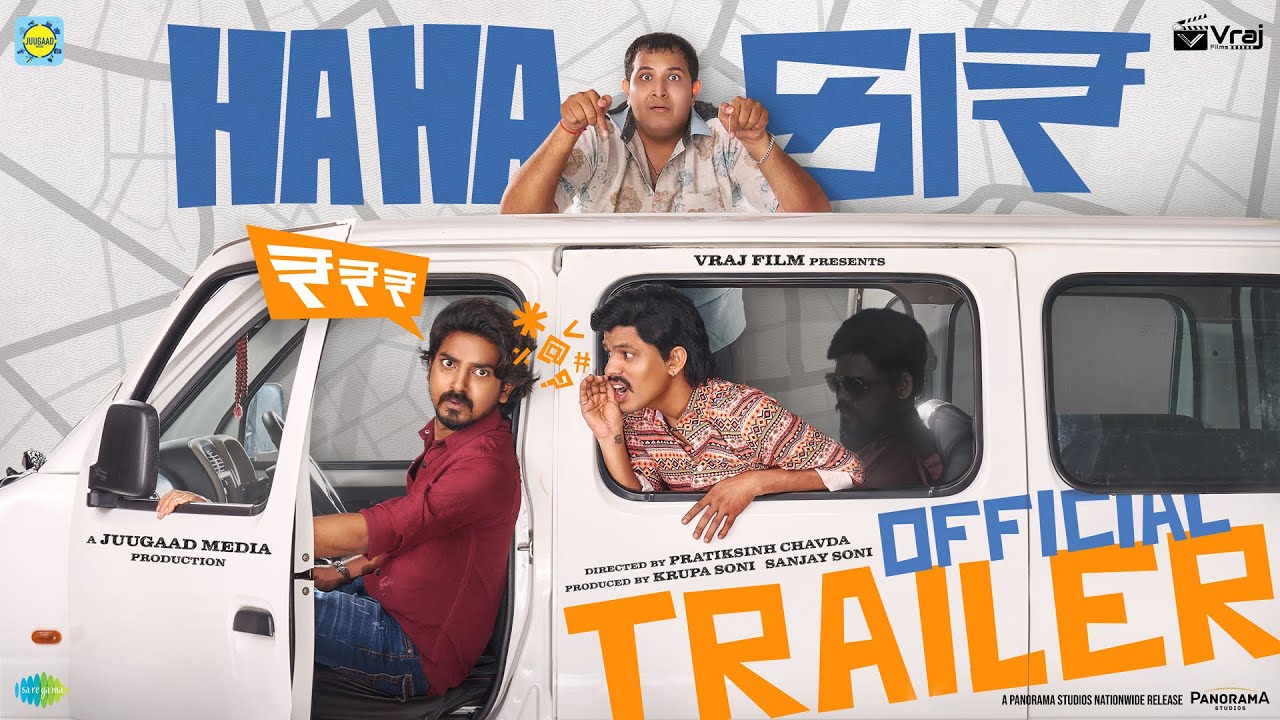 JUUGAAD
HAHA કાર
Vraj
Films
₹₹₹
*<
%@#
?
VRAJ FILM PRESENTS
A JUUGAAD MEDIA
PRODUCTION
DIRECTED BY PRATIKSINH CHAVDA
PRODUCED BY KRUPA SONI SANJAY SONI
OFFICIAL
TRAILER
saregama
A PANORAMA STUDIOS NATIONWIDE RELEASE
PANORAMA
STUDIOS